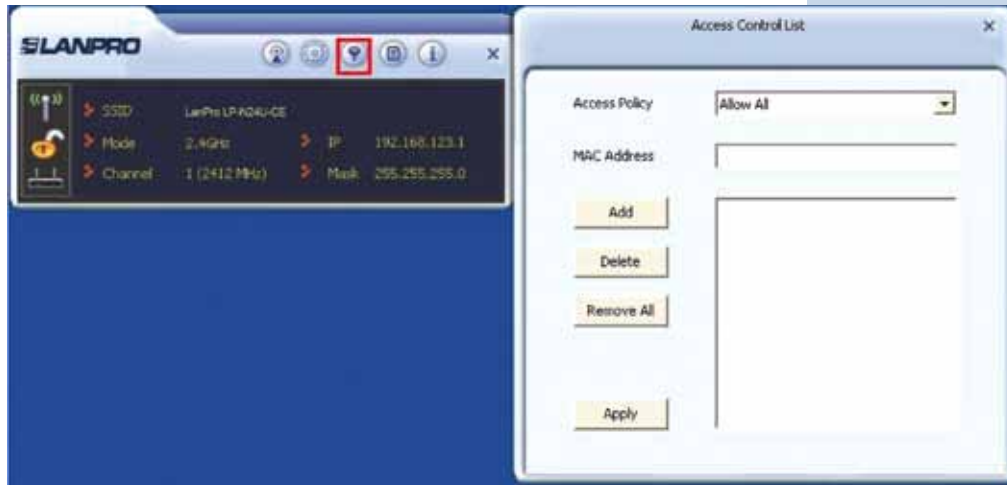 LANPRO
SSID LanPro LP-N24U-CE
Mode 2.4GHz IP 192.168.123.1
Channel 1 (2412 MHz) Mask 255.255.255.0
Access Control List
Access Policy Allow All
MAC Address
Add
Delete
Remove All
Apply